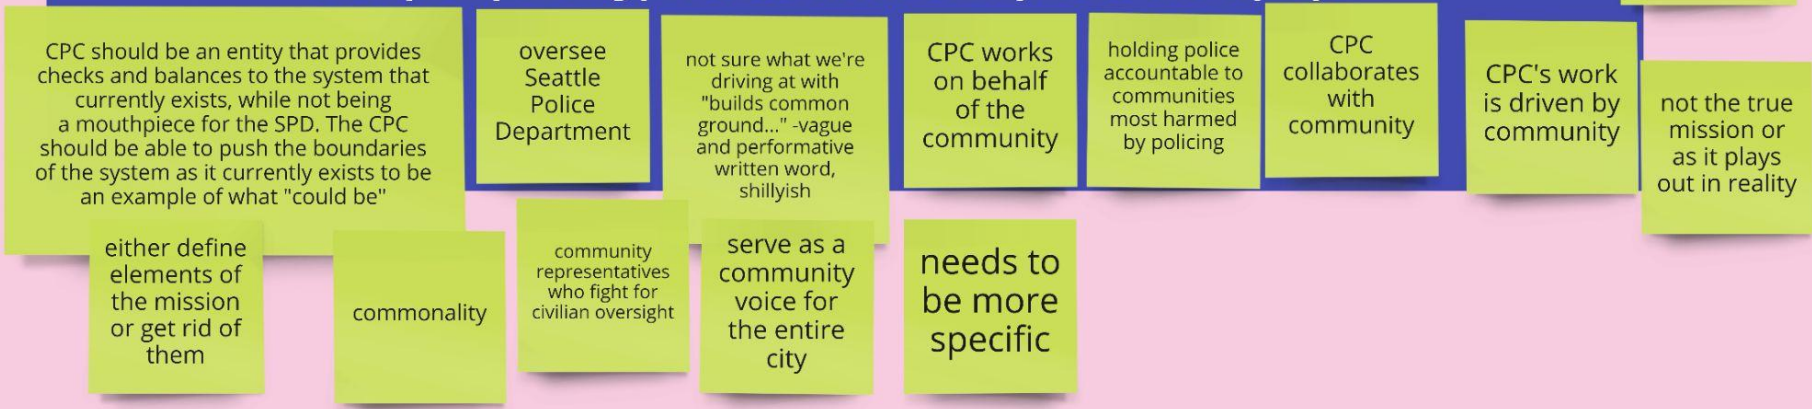 CPC should be an entity that provides
checks and balances to the system that
currently exists, while not being
a mouthpiece for the SPD. The CPC
should be able to push the boundaries
of the system as it currently exists to be
an example of what "could be"
oversee
Seattle
Police
Department
not sure what we're
driving at with
"builds common
ground..." -vague
and performative
written word,
shillyish
CPC works
on behalf
of the
community
holding police
accountable to
communities
most harmed
by policing
CPC
collaborates
with
community
CPC's work
is driven by
community
not the true
mission or
as it plays
out in reality
either define
elements of
the mission
or get rid of
them
commonality
community
representatives
who fight for
civilian oversight
serve as a
community
voice for
the entire
city
needs to
be more
specific